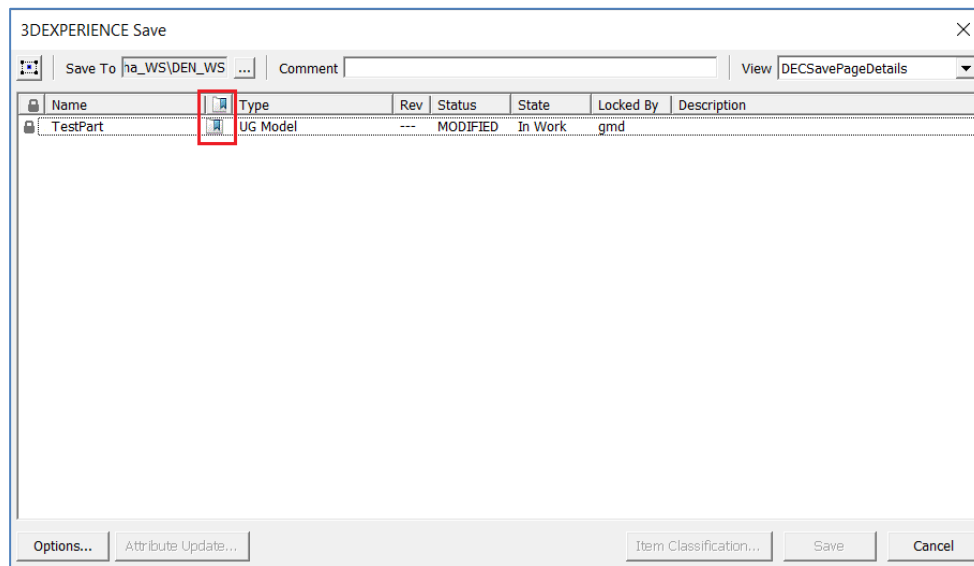 3DEXPERIENCE Save
Save To na_WS\DEN_WS ... Comment View DECSavePageDetails
Name Type Rev Status State Locked By Description
TestPart UG Model --- MODIFIED In Work gmd
Options... Attribute Update... Item Classification... Save Cancel